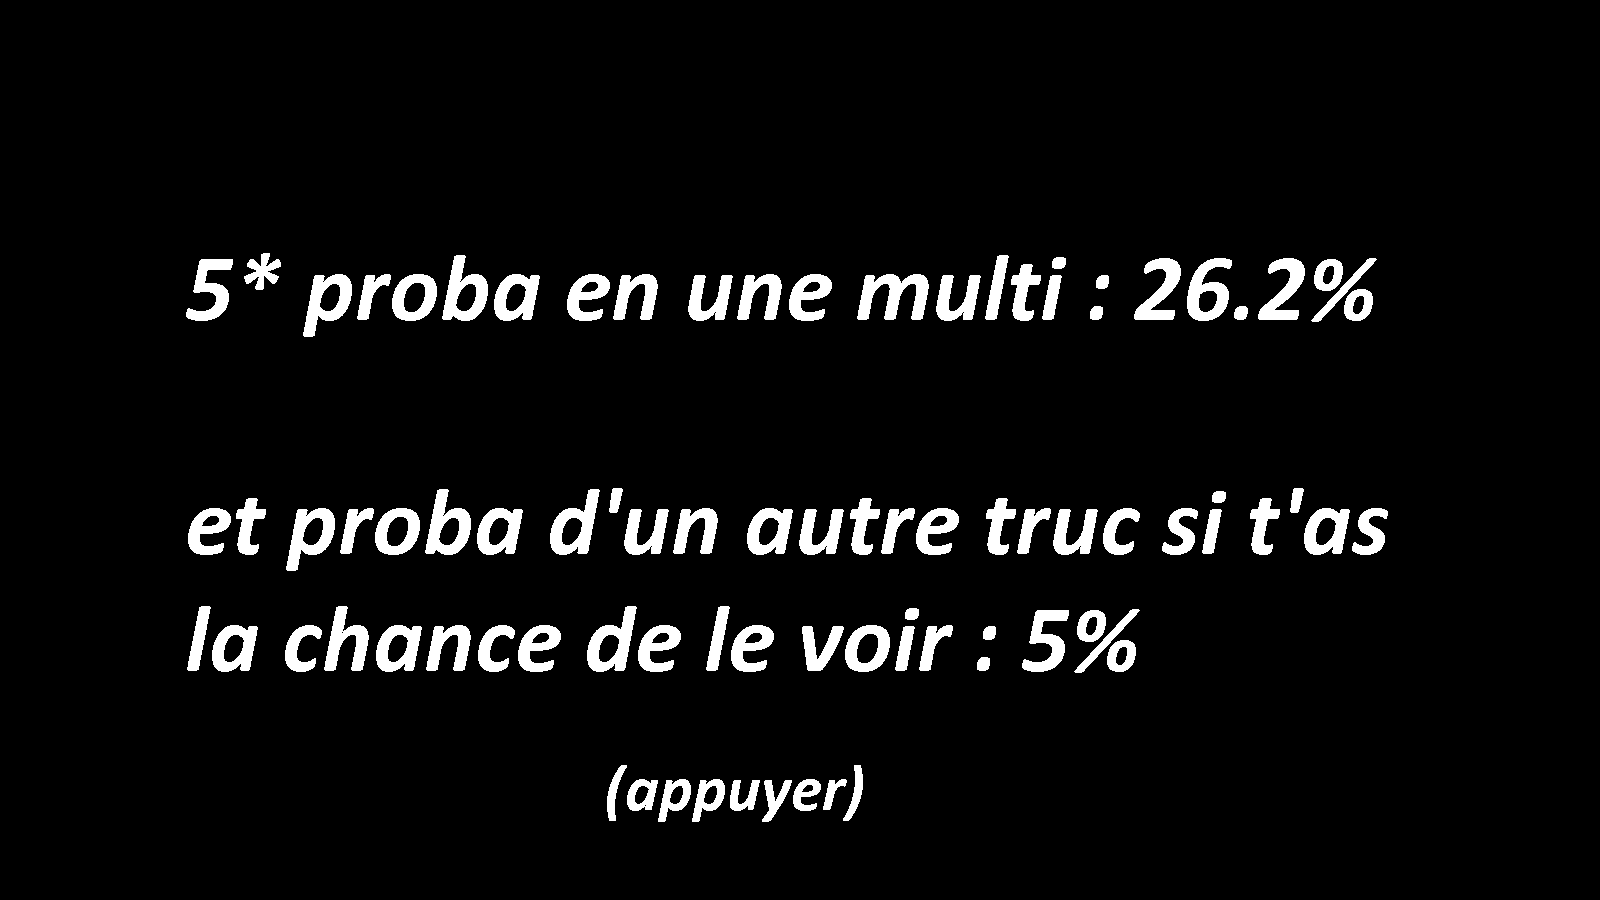 5* proba en une multi : 26.2%
et proba d'un autre truc si t'as
la chance de le voir : 5%
(appuyer)